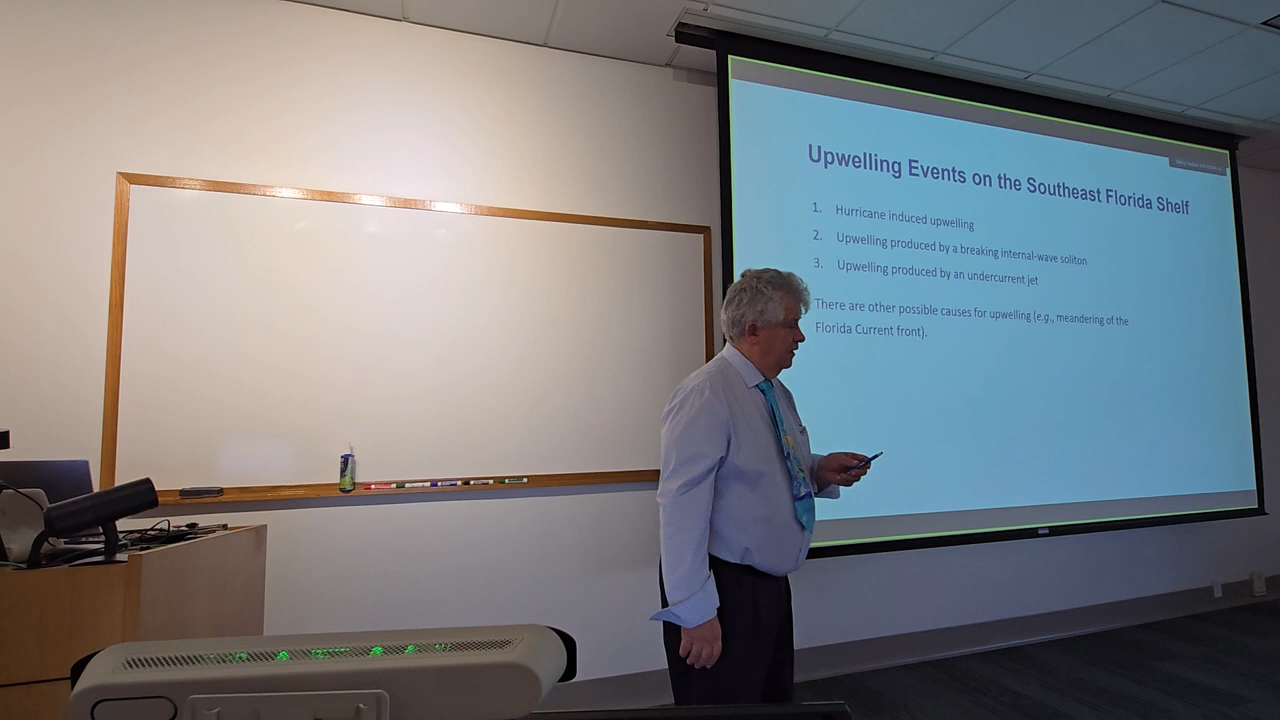 Upwelling Events on the Southeast Florida Shelf
1. Hurricane induced upwelling
2. Upwelling produced by a breaking internal-wave soliton
3. Upwelling produced by an undercurrent jet
There are other possible causes for upwelling (e.g., meandering of the
Florida Current front).